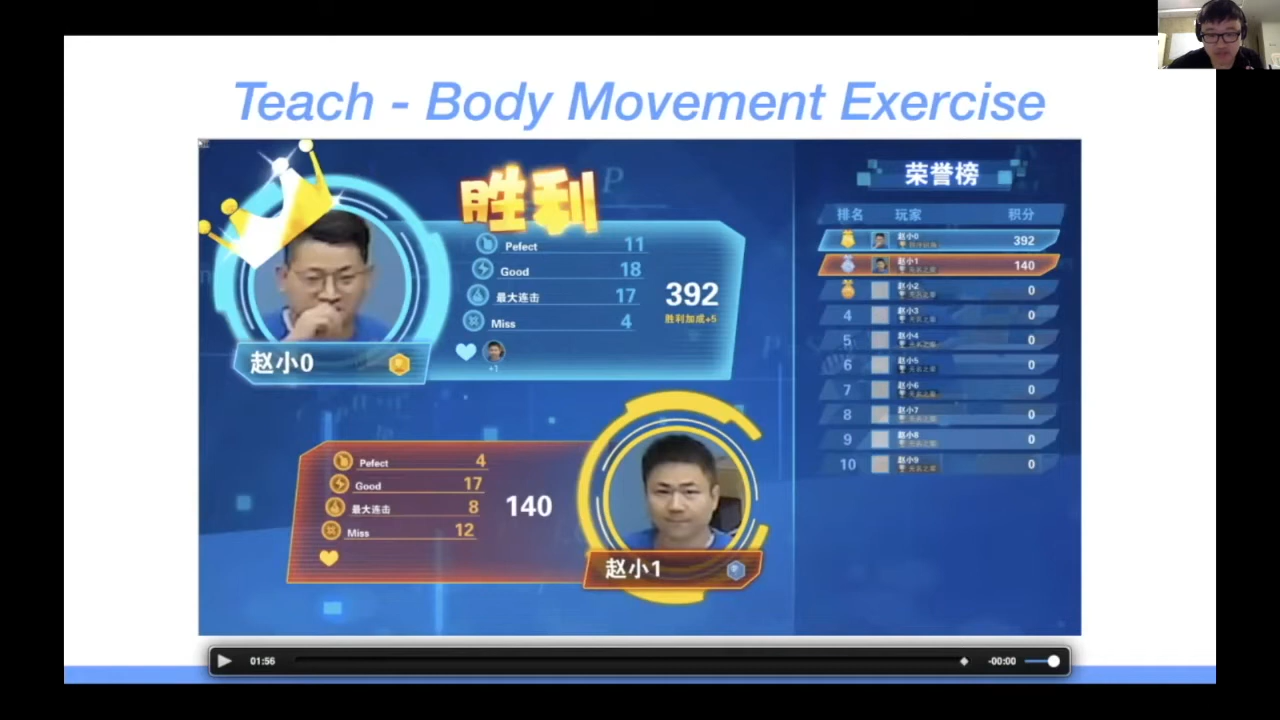 Teach - Body Movement Exercise
胜利
Pefect 11
Good 18
最大连击 17
Miss 4
392
胜利加成+5
+1
赵小0
Pefect 4
Good 17
最大连击 8
Miss 12
140
赵小1
荣誉榜
排名 玩家 积分
赵小0 392
赵小1 140
赵小2 0
4 赵小3 0
5 赵小4 0
6 赵小5 0
7 赵小6 0
8 赵小7 0
9 赵小8 0
10 赵小9 0
01:56 -00:00